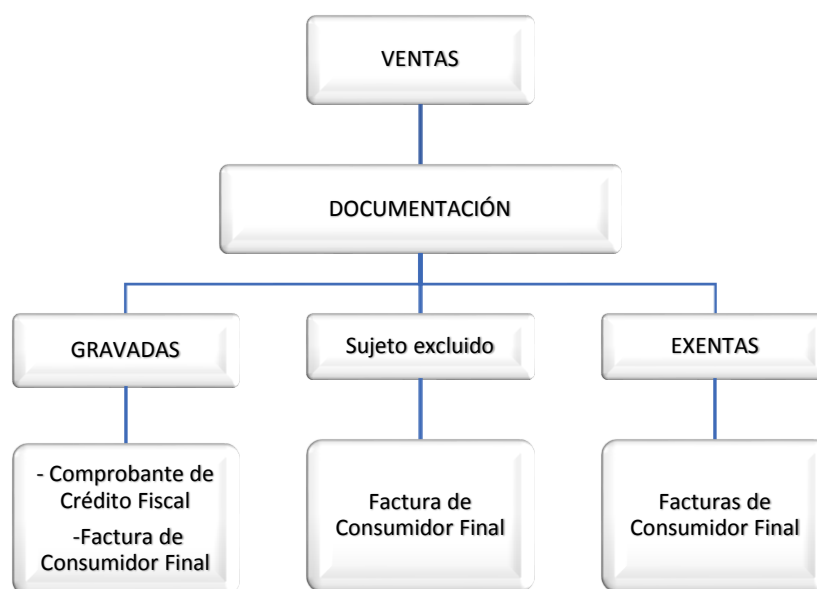 VENTAS
DOCUMENTACIÓN
GRAVADAS
Sujeto excluido
EXENTAS
- Comprobante de
Crédito Fiscal
-Factura de
Consumidor Final
Factura de
Consumidor Final
Facturas de
Consumidor Final